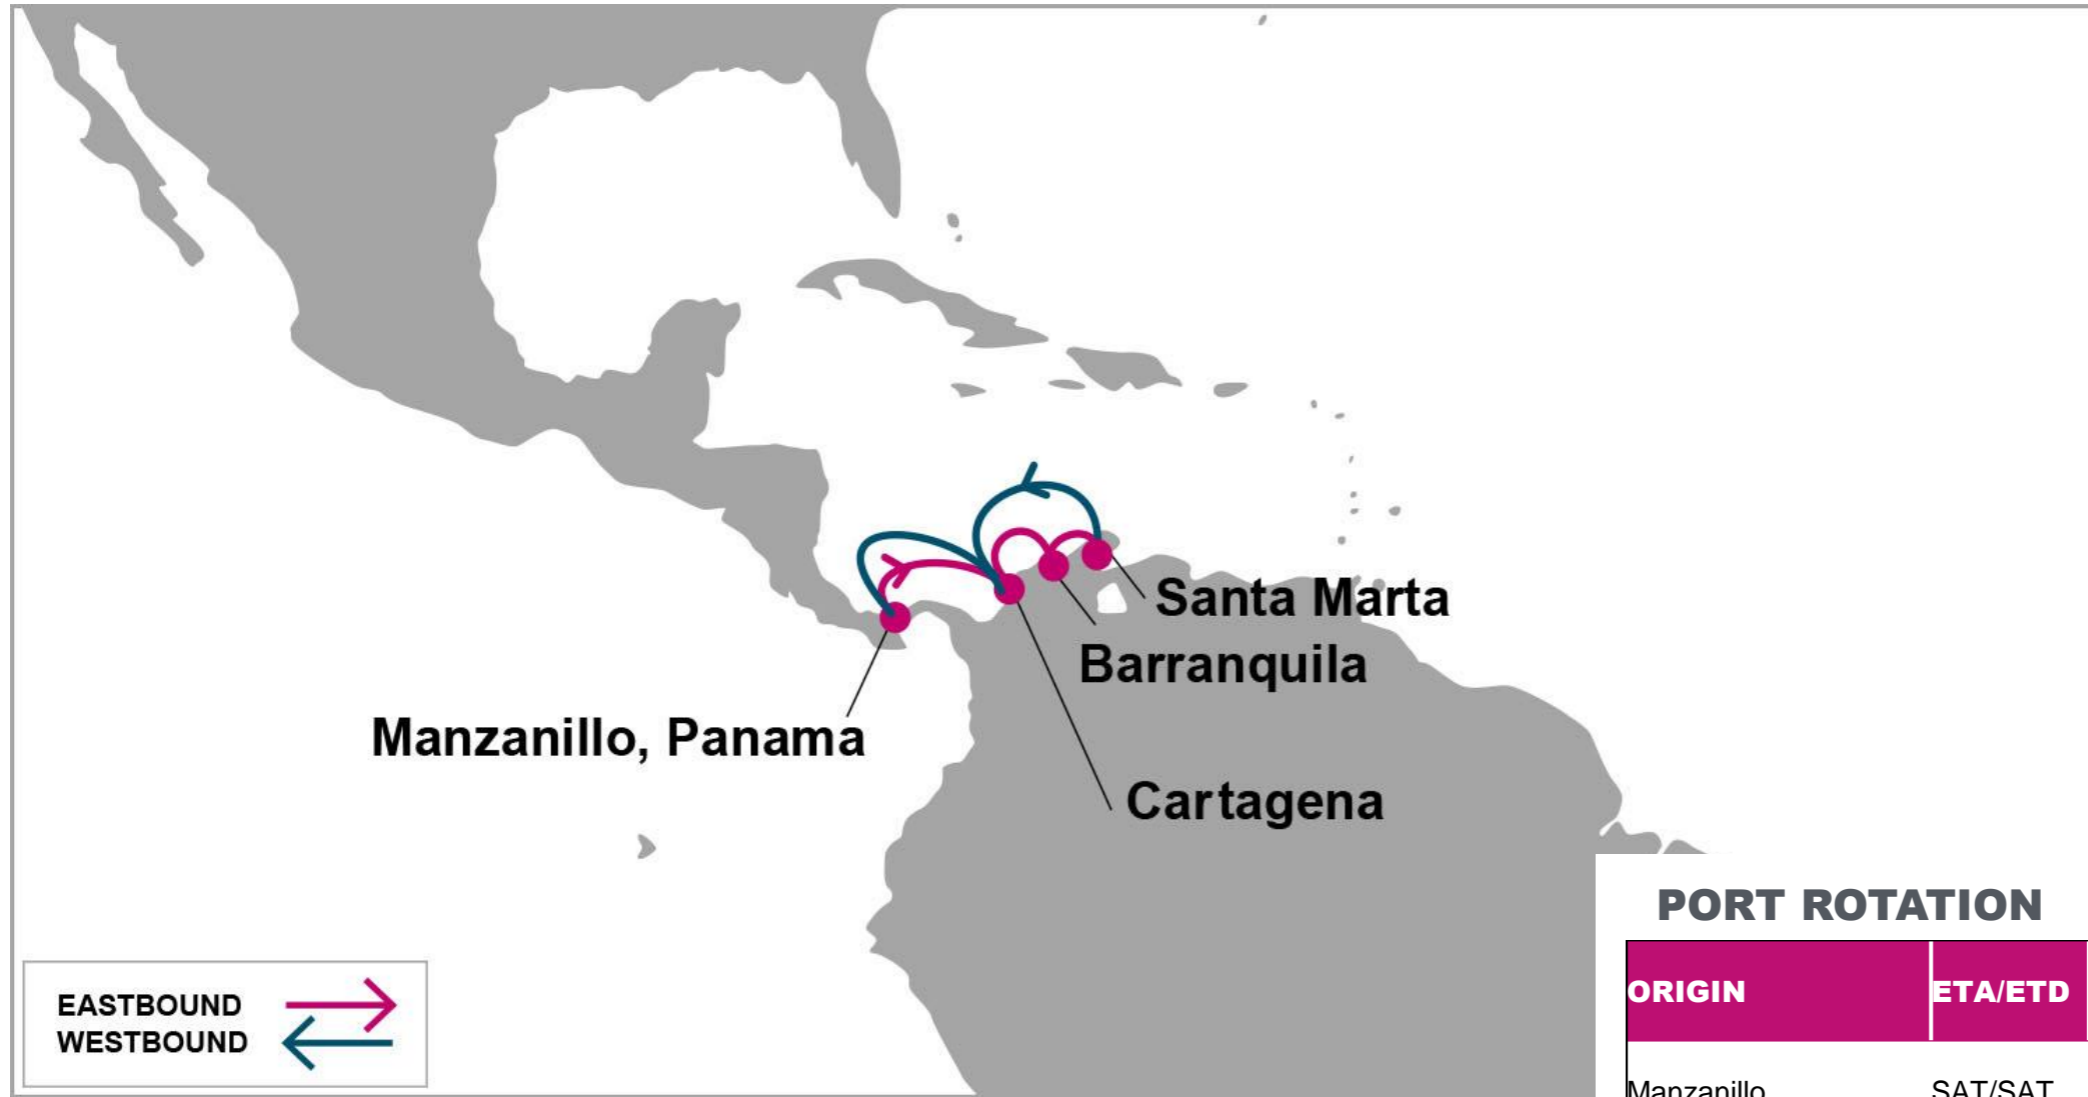 Santa Marta
Barranquila
Manzanillo, Panama
Cartagena
EASTBOUND
WESTBOUND
PORT ROTATION
ORIGIN ETA/ETD
Manzanillo SAT/SAT